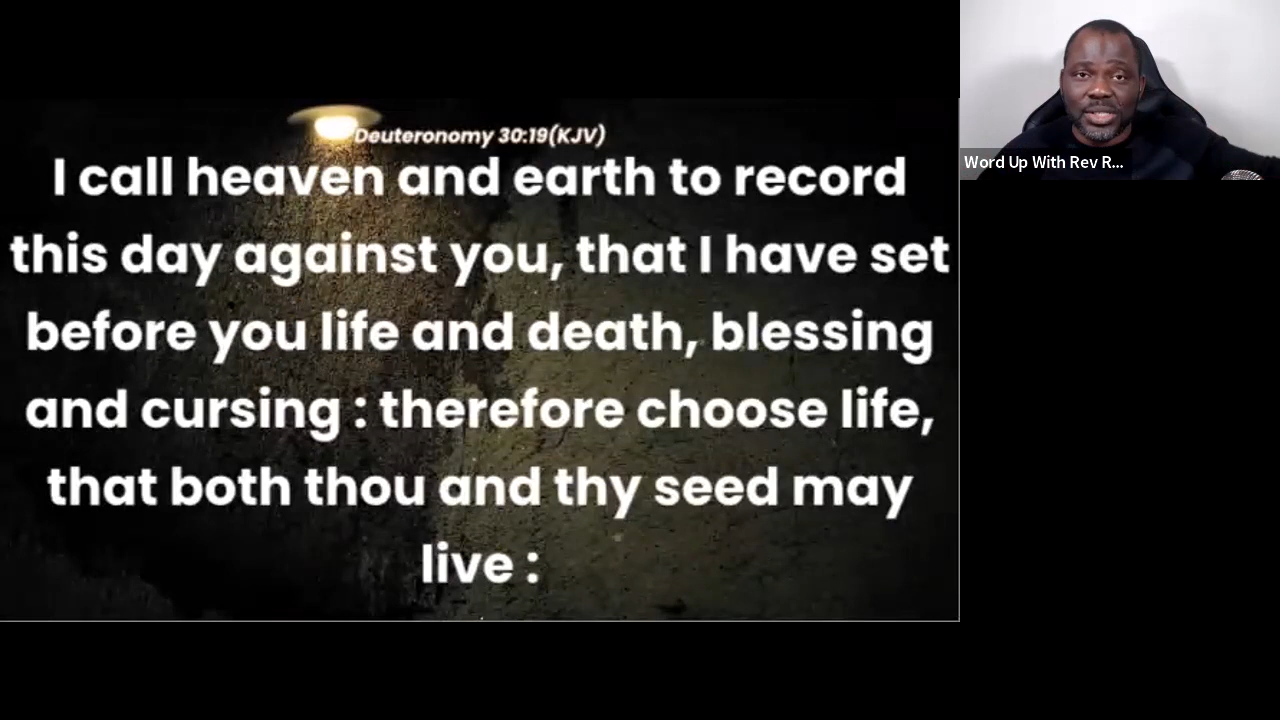 Deuteronomy 30:19(KJV)
I call heaven and earth to record
this day against you, that I have set
before you life and death, blessing
and cursing : therefore choose life,
that both thou and thy seed may
live :
Word Up With Rev R...